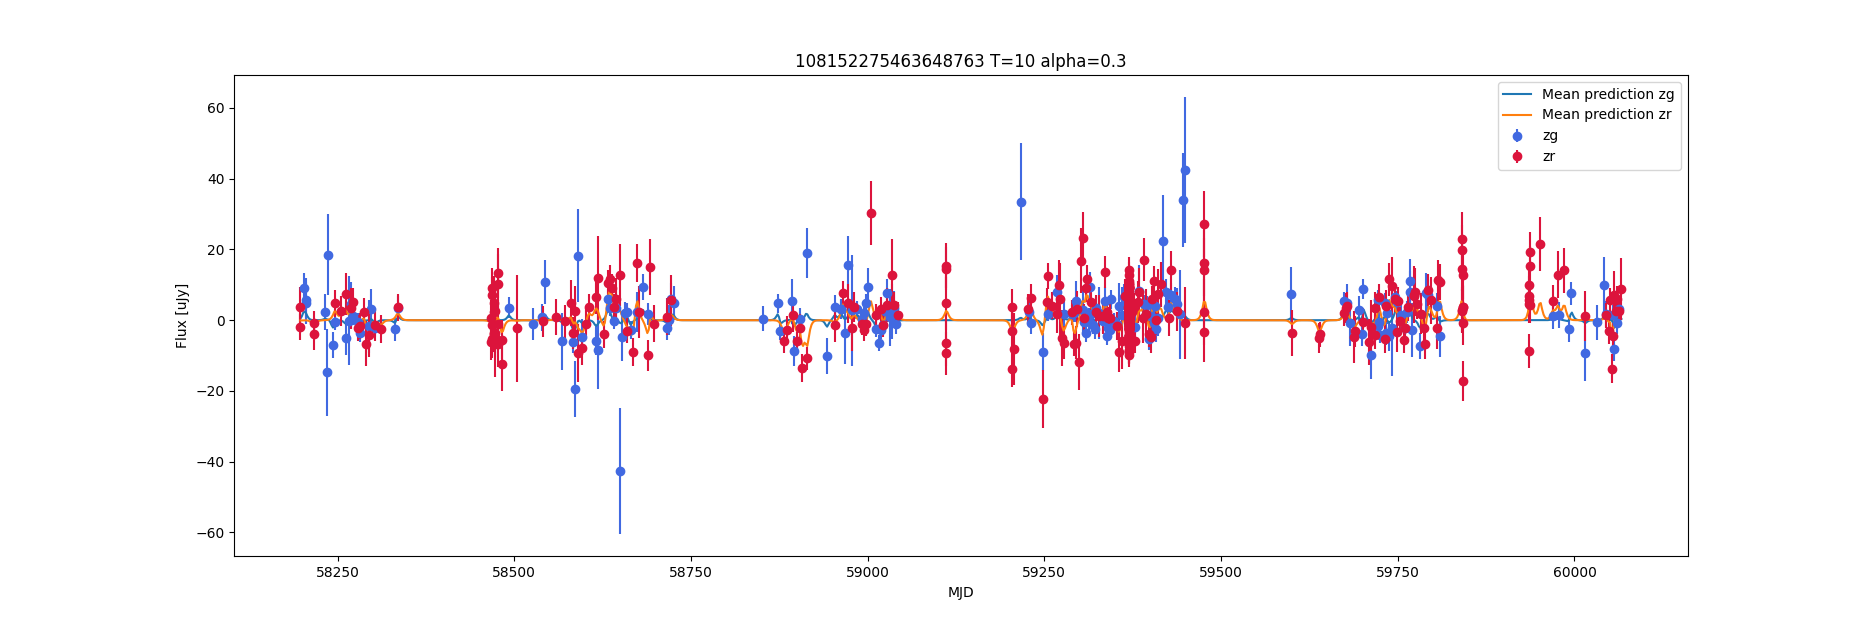 108152275463648763 T=10 alpha=0.3
Mean prediction zg
Mean prediction zr
zg
zr
60
40
20
0
−20
−40
−60
Flux [uJy]
58250
58500
58750
59000
59250
59500
59750
60000
MJD